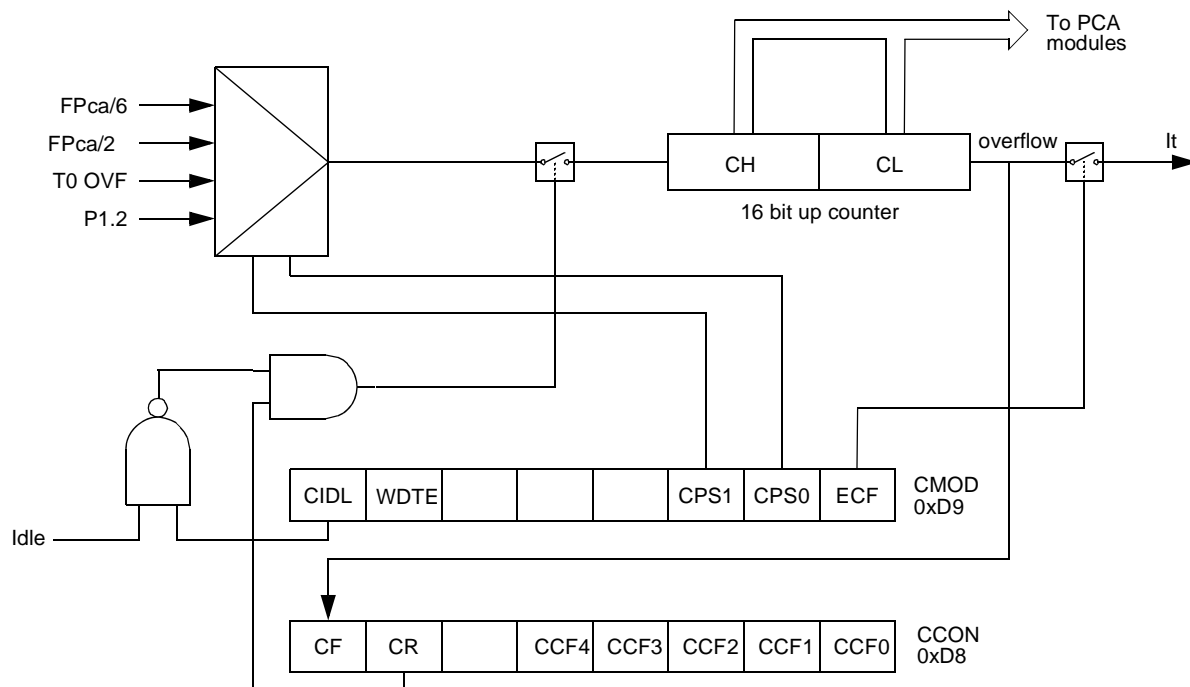 To PCA
modules
FPca/6
FPca/2
T0 OVF
P1.2
CH
CL
overflow
It
16 bit up counter
CIDL
WDTE
CPS1
CPS0
ECF
CMOD
0xD9
Idle
CF
CR
CCF4
CCF3
CCF2
CCF1
CCF0
CCON
0xD8